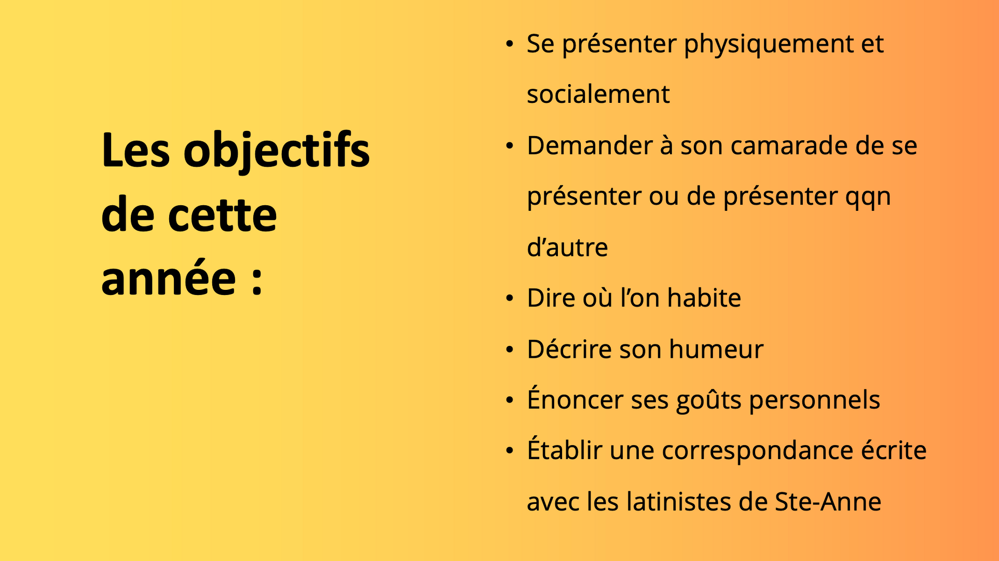 Les objectifs
de cette
année :
• Se présenter physiquement et
socialement
• Demander à son camarade de se
présenter ou de présenter qqn
d’autre
• Dire où l’on habite
• Décrire son humeur
• Énoncer ses goûts personnels
• Établir une correspondance écrite
avec les latinistes de Ste-Anne